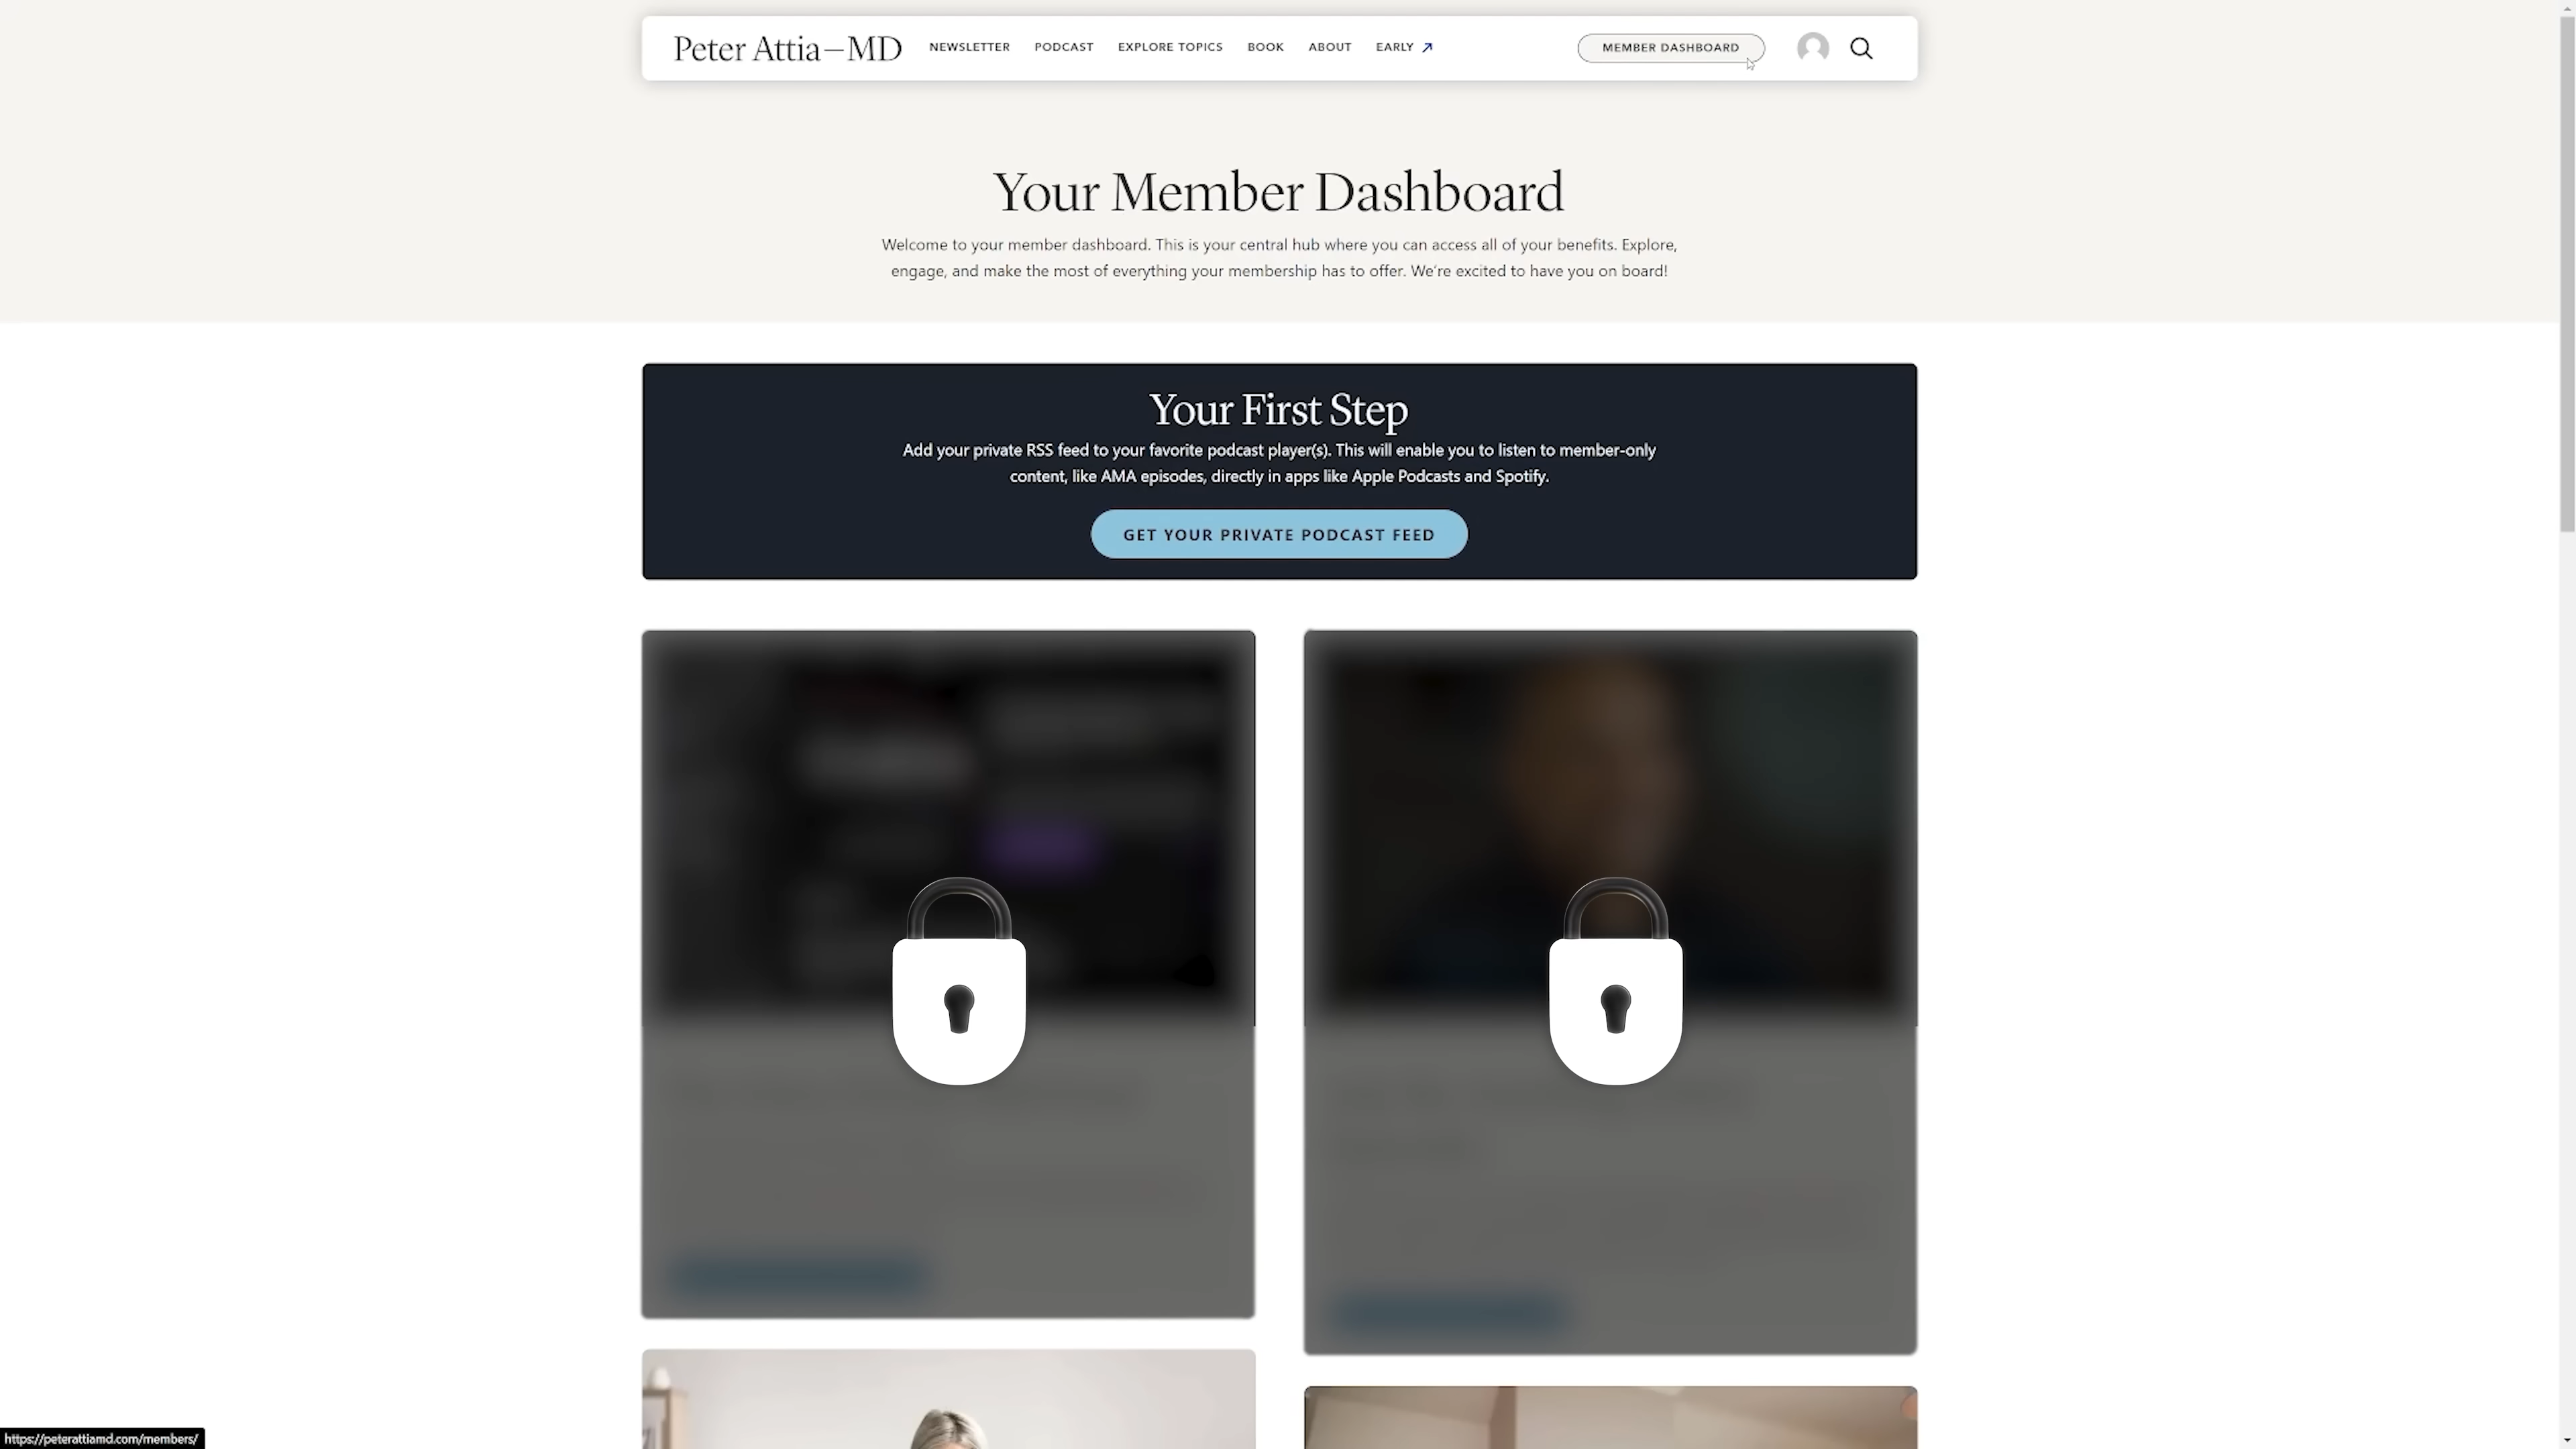 Peter Attia—MD
NEWSLETTER
PODCAST
EXPLORE TOPICS
BOOK
ABOUT
EARLY
MEMBER DASHBOARD
Your Member Dashboard
Welcome to your member dashboard. This is your central hub where you can access all of your benefits. Explore,
engage, and make the most of everything your membership has to offer. We're excited to have you on board!
Your First Step
Add your private RSS feed to your favorite podcast player(s). This will enable you to listen to member-only
content, like AMA episodes, directly in apps like Apple Podcasts and Spotify.
GET YOUR PRIVATE PODCAST FEED
https://peterattiamd.com/members/